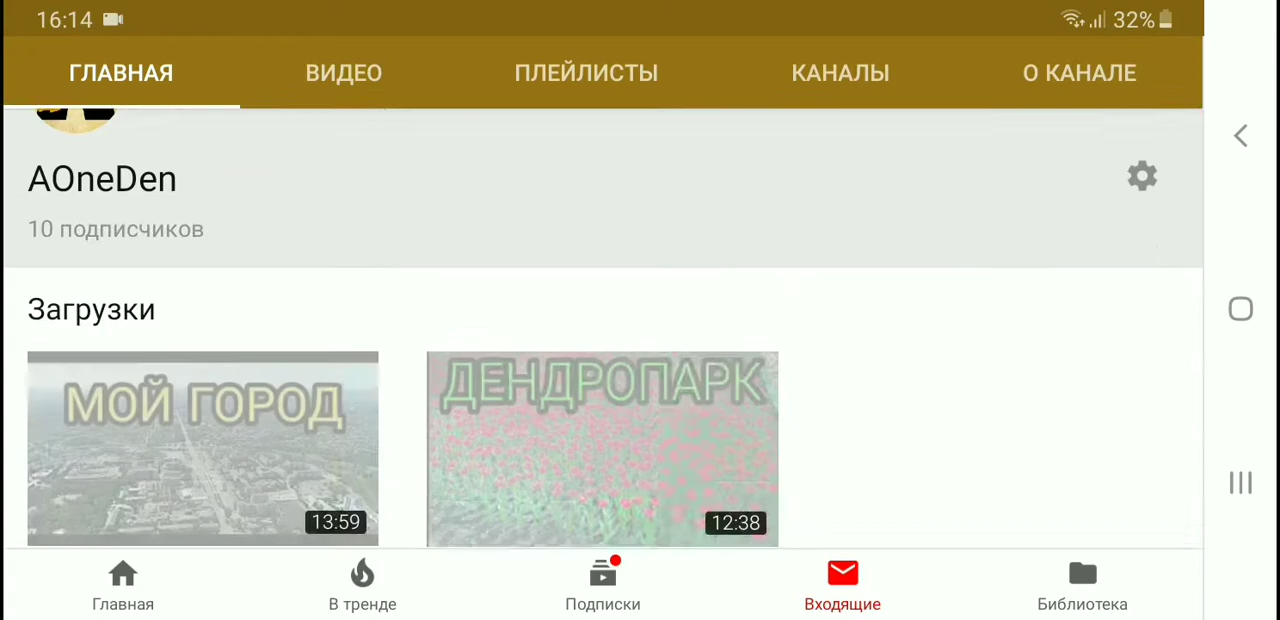 16:14
32%
ГЛАВНАЯ ВИДЕО ПЛЕЙЛИСТЫ КАНАЛЫ О КАНАЛЕ
AOneDen
10 подписчиков
Загрузки
МОЙ ГОРОД
ДЕНДРОПАРК
13:59
12:38
Главная В тренде Подписки Входящие Библиотека